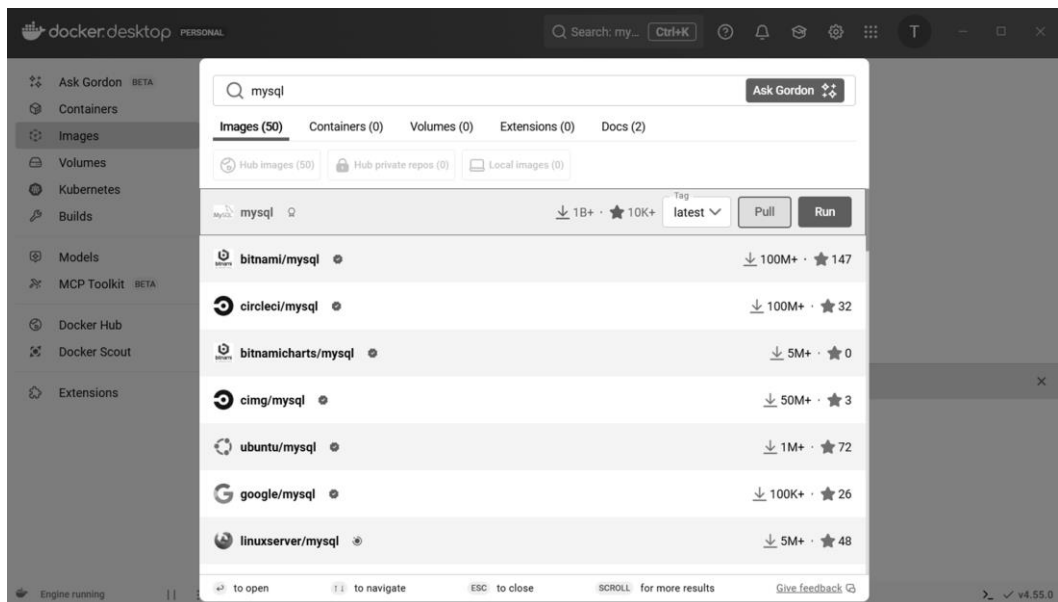 docker.desktop PERSONAL
Search: my... Ctrl+K
T
Ask Gordon BETA
Containers
Images
Volumes
Kubernetes
Builds
Models
MCP Toolkit BETA
Docker Hub
Docker Scout
Extensions
mysql
Ask Gordon
Images (50) Containers (0) Volumes (0) Extensions (0) Docs (2)
Hub images (50) Hub private repos (0) Local images (0)
MySQL mysql 1B+ · 10K+ Tag latest Pull Run
bitnami bitnami/mysql 100M+ · 147
circleci/mysql 100M+ · 32
bitnami bitnamicharts/mysql 5M+ · 0
cimg/mysql 50M+ · 3
ubuntu/mysql 1M+ · 72
google/mysql 100K+ · 26
linuxserver/mysql 5M+ · 48
to open to navigate ESC to close SCROLL for more results Give feedback
Engine running v4.55.0